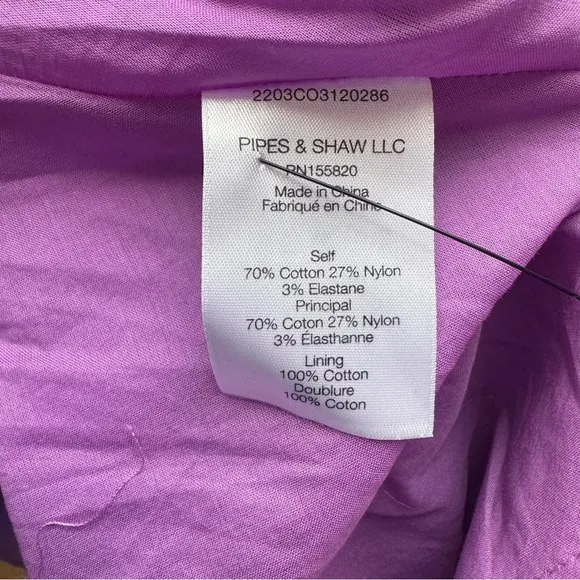 2203CO3120286
PIPES & SHAW LLC
RN155820
Made in China
Fabriqué en Chine
Self
70% Cotton 27% Nylon
3% Elastane
Principal
70% Coton 27% Nylon
3% Élasthanne
Lining
100% Cotton
Doublure
100% Coton